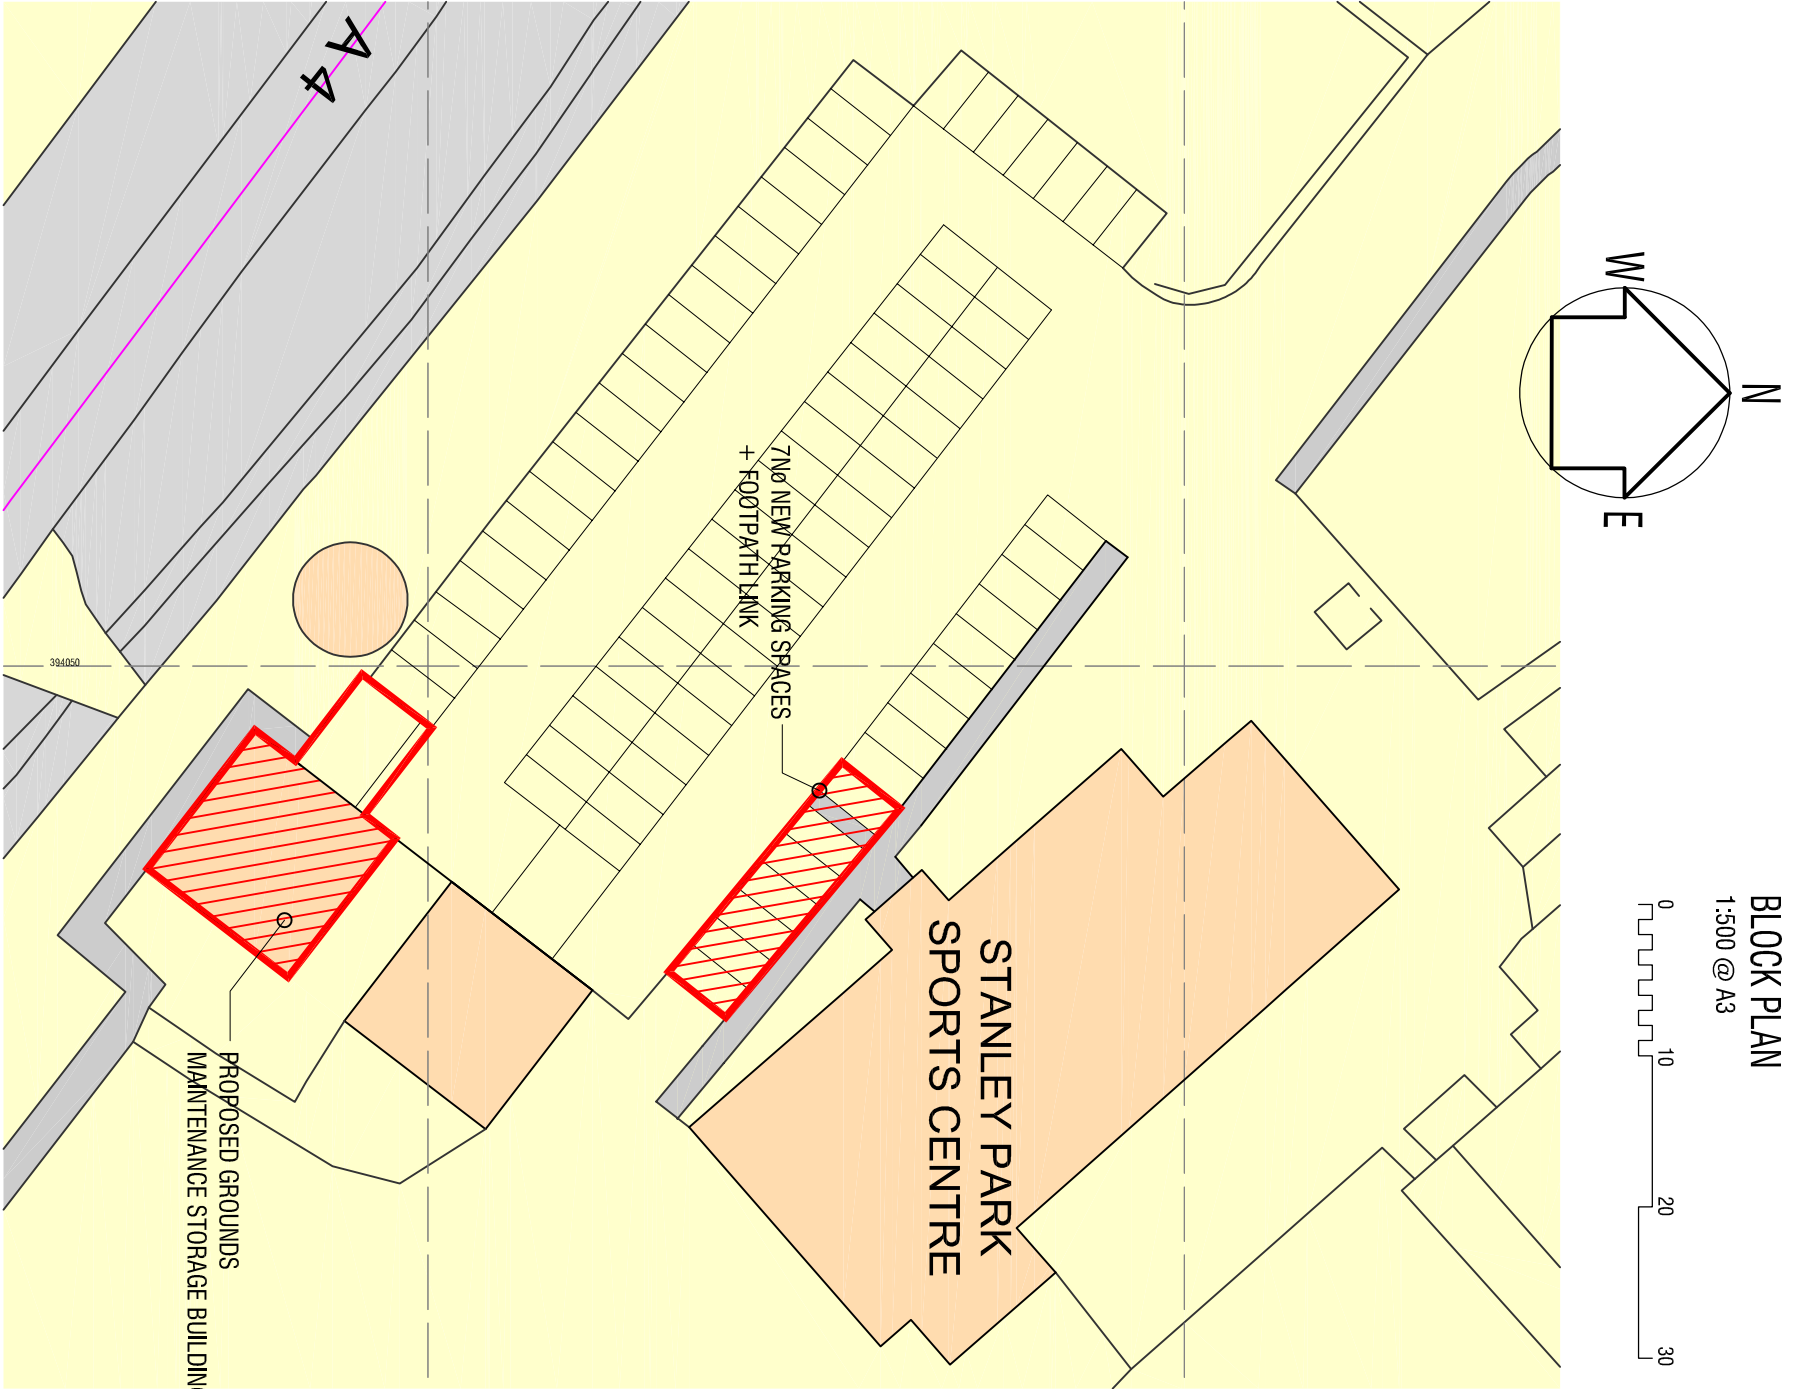 BLOCK PLAN
1:500 @ A3
0 10 20 30
N
W
E
A4
STANLEY PARK
SPORTS CENTRE
7No NEW PARKING SPACES
+ FOOTPATH LINK
394050
PROPOSED GROUNDS
MAINTENANCE STORAGE BUILDING